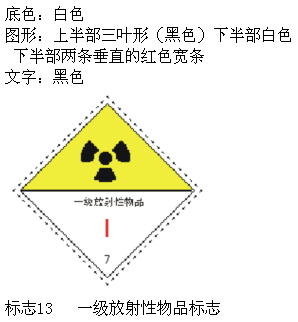 底色：白色
图形：上半部三叶形（黑色）下半部白色
下半部两条垂直的红色宽条
文字：黑色
一级放射性物品
I
7
标志13 一级放射性物品标志